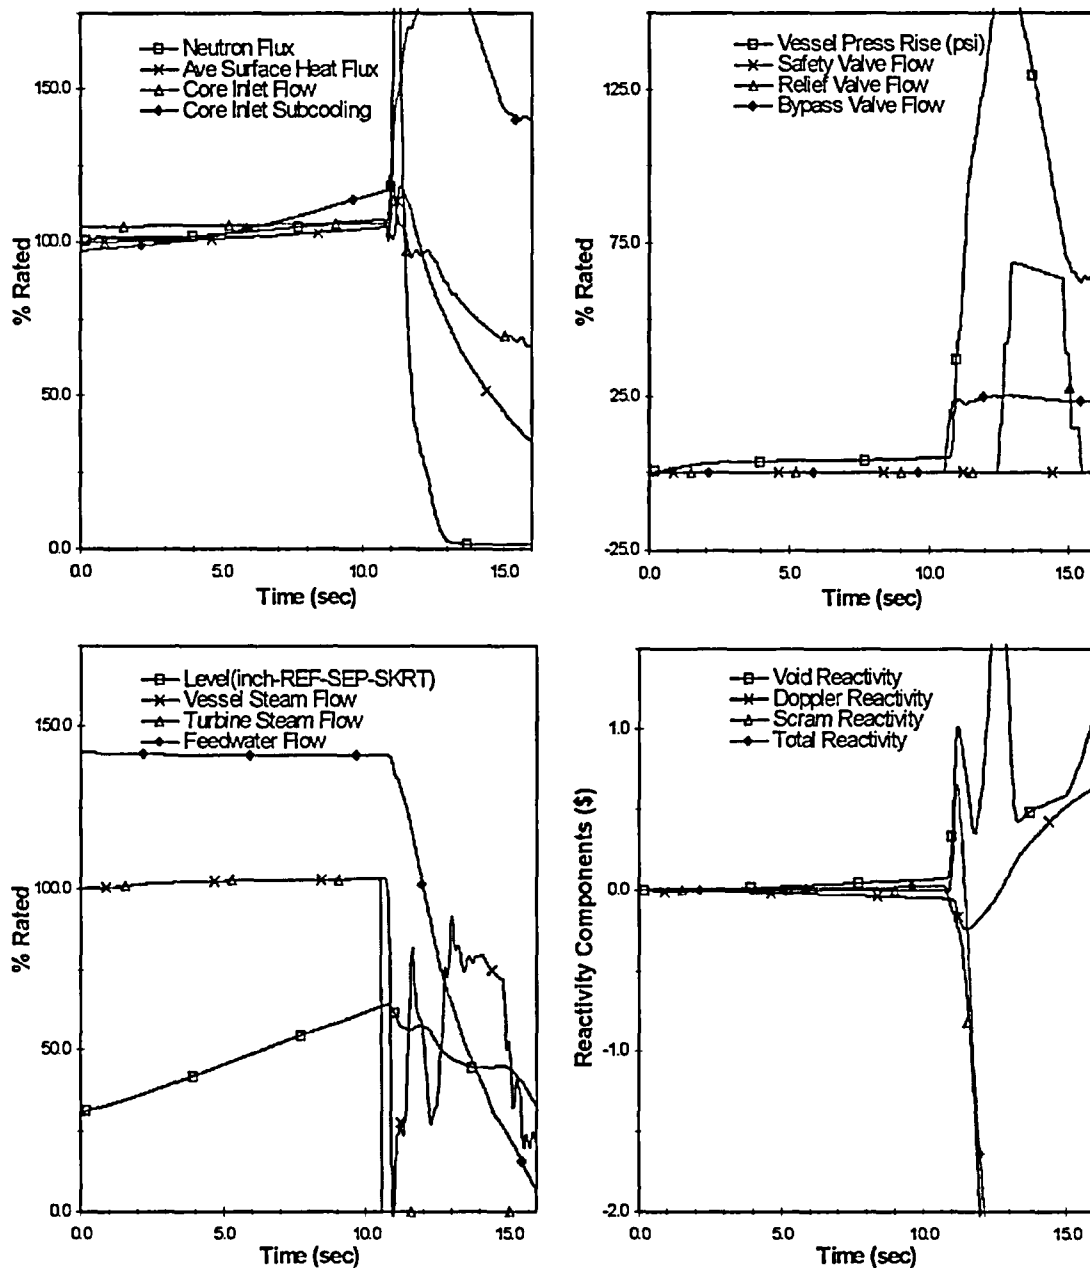 Neutron Flux
Ave Surface Heat Flux
Core Inlet Flow
Core Inlet Subcoding
150.0
100.0
50.0
0.0
% Rated
0.0 5.0 10.0 15.0
Time (sec)
Vessel Press Rise (psi)
Safety Valve Flow
Relief Valve Flow
Bypass Valve Flow
125.0
75.0
25.0
-25.0
% Rated
0.0 5.0 10.0 15.0
Time (sec)
Level(inch-REF-SEP-SKRT)
Vessel Steam Flow
Turbine Steam Flow
Feedwater Flow
150.0
100.0
50.0
0.0
% Rated
0.0 5.0 10.0 15.0
Time (sec)
Void Reactivity
Doppler Reactivity
Scram Reactivity
Total Reactivity
1.0
0.0
-1.0
-2.0
Reactivity Components ($)
0.0 5.0 10.0 15.0
Time (sec)